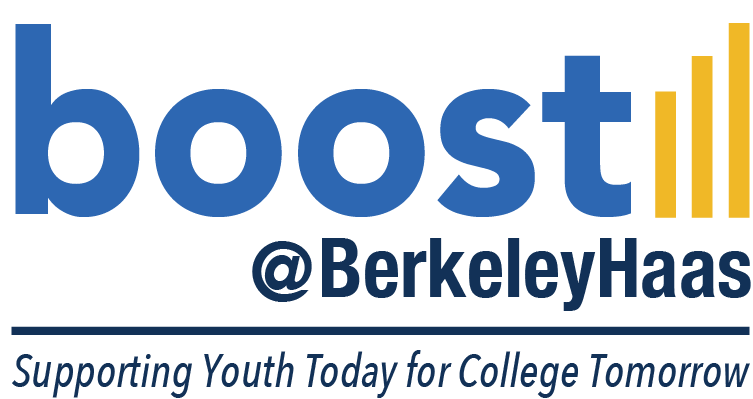 boost
@BerkeleyHaas
Supporting Youth Today for College Tomorrow